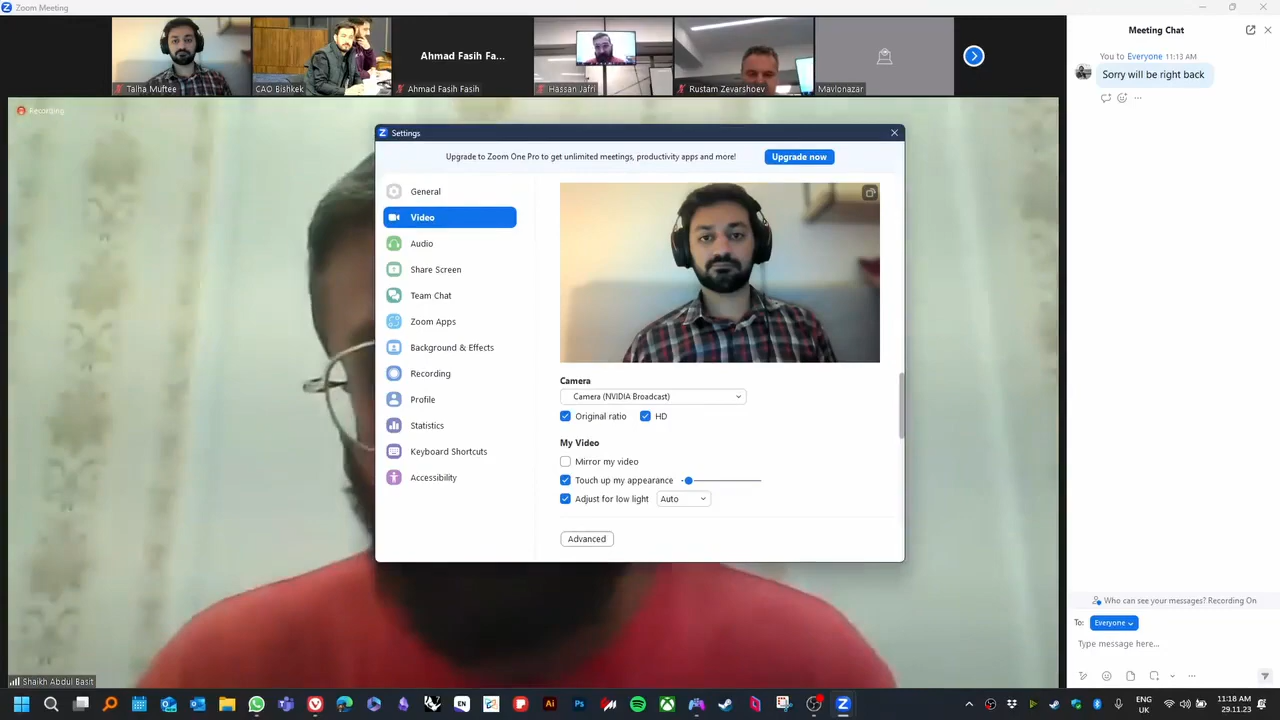 Zoom Meeting
Talha Muftee
CAO Bishkek
Ahmad Fasih Fa...
Ahmad Fasih Fasih
Hassan Jafri
Rustam Zevarshoev
Mavlonazar
Recording
Settings
Upgrade to Zoom One Pro to get unlimited meetings, productivity apps and more!
Upgrade now
General
Video
Audio
Share Screen
Team Chat
Zoom Apps
Background & Effects
Recording
Profile
Statistics
Keyboard Shortcuts
Accessibility
Camera
Camera (NVIDIA Broadcast)
Original ratio
HD
My Video
Mirror my video
Touch up my appearance
Adjust for low light
Auto
Advanced
Shaikh Abdul Basit
Meeting Chat
You to Everyone 11:13 AM
Sorry will be right back
Who can see your messages? Recording On
To: Everyone
Type message here...
EN
Ai
Ps
ENG
UK
11:18 AM
29.11.23